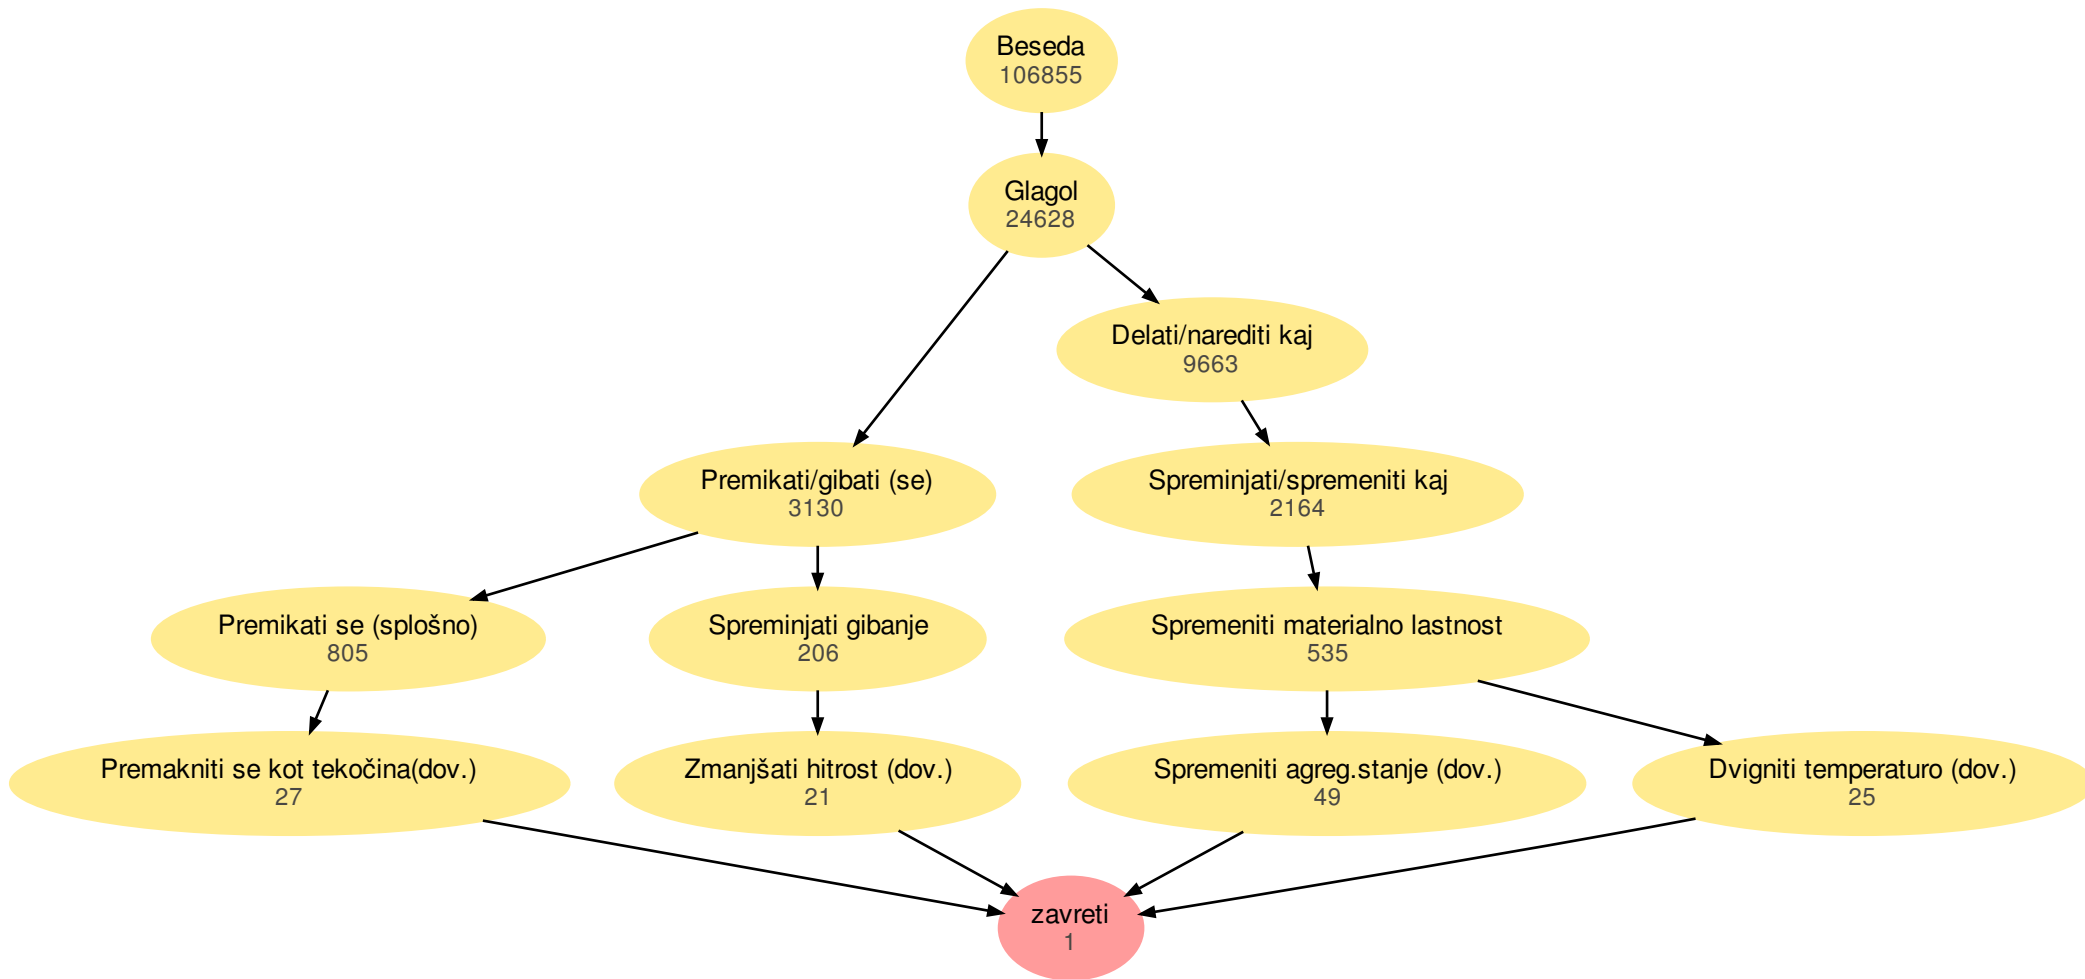 Beseda
106855
Glagol
24628
Delati/narediti kaj
9663
Premikati/gibati (se)
3130
Spreminjati/spremeniti kaj
2164
Premikati se (splošno)
805
Spreminjati gibanje
206
Spremeniti materialno lastnost
535
Premakniti se kot tekočina(dov.)
27
Zmanjšati hitrost (dov.)
21
Spremeniti agreg.stanje (dov.)
49
Dvigniti temperaturo (dov.)
25
zavreti
1